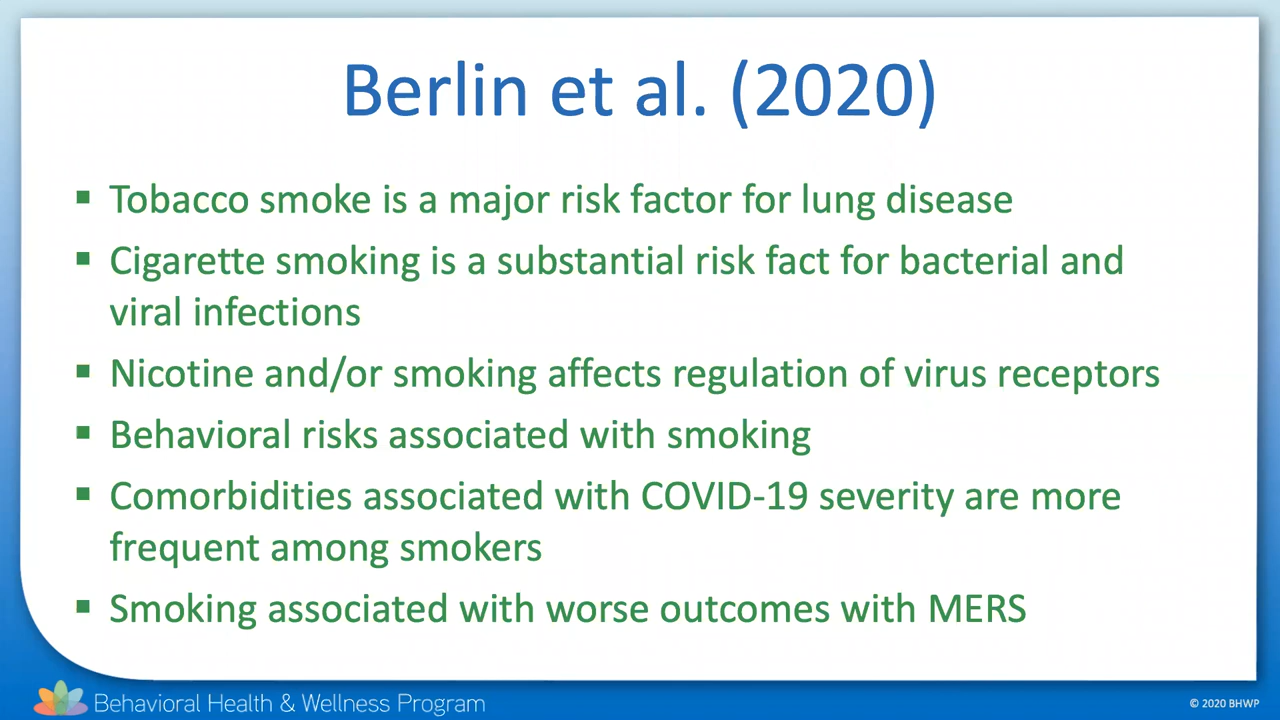 Berlin et al. (2020)
▪ Tobacco smoke is a major risk factor for lung disease
▪ Cigarette smoking is a substantial risk fact for bacterial and
viral infections
▪ Nicotine and/or smoking affects regulation of virus receptors
▪ Behavioral risks associated with smoking
▪ Comorbidities associated with COVID-19 severity are more
frequent among smokers
▪ Smoking associated with worse outcomes with MERS
Behavioral Health & Wellness Program
© 2020 BHWP